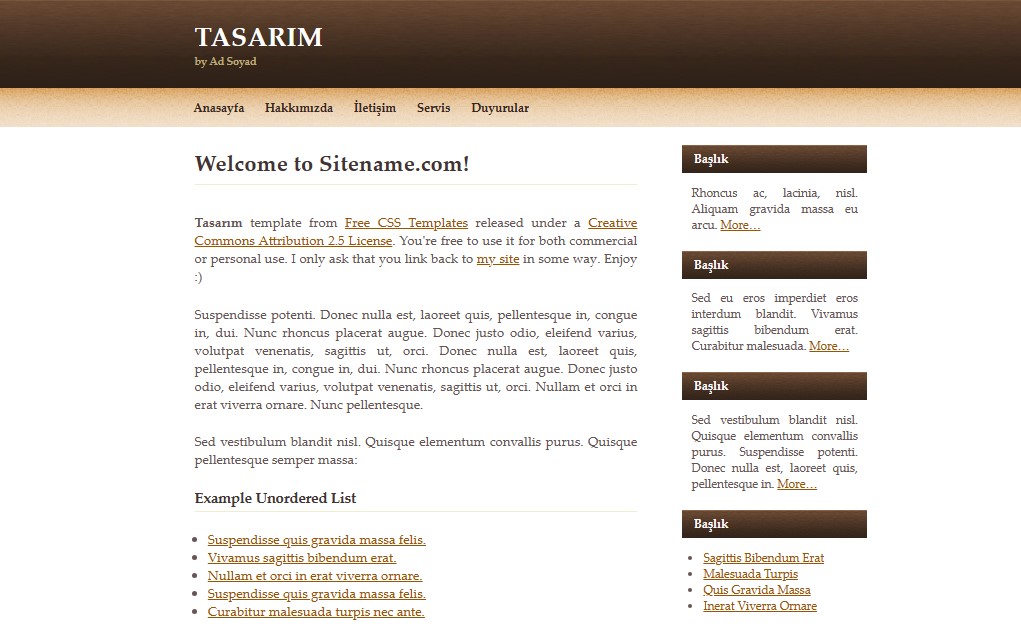 TASARIM
by Ad Soyad
Anasayfa Hakkımızda İletişim Servis Duyurular
Welcome to Sitename.com!
Tasarım template from Free CSS Templates released under a Creative
Commons Attribution 2.5 License. You're free to use it for both commercial
or personal use. I only ask that you link back to my site in some way. Enjoy
:)
Suspendisse potenti. Donec nulla est, laoreet quis, pellentesque in, congue
in, dui. Nunc rhoncus placerat augue. Donec justo odio, eleifend varius,
volutpat venenatis, sagittis ut, orci. Donec nulla est, laoreet quis,
pellentesque in, congue in, dui. Nunc rhoncus placerat augue. Donec justo
odio, eleifend varius, volutpat venenatis, sagittis ut, orci. Nullam et orci in
erat viverra ornare. Nunc pellentesque.
Sed vestibulum blandit nisl. Quisque elementum convallis purus. Quisque
pellentesque semper massa:
Example Unordered List
Suspendisse quis gravida massa felis.
Vivamus sagittis bibendum erat.
Nullam et orci in erat viverra ornare.
Suspendisse quis gravida massa felis.
Curabitur malesuada turpis nec ante.
Başlık
Rhoncus ac, lacinia, nisl.
Aliquam gravida massa eu
arcu. More…
Başlık
Sed eu eros imperdiet eros
interdum blandit. Vivamus
sagittis bibendum erat.
Curabitur malesuada. More…
Başlık
Sed vestibulum blandit nisl.
Quisque elementum convallis
purus. Suspendisse potenti.
Donec nulla est, laoreet quis,
pellentesque in. More…
Başlık
Sagittis Bibendum Erat
Malesuada Turpis
Quis Gravida Massa
Inerat Viverra Ornare